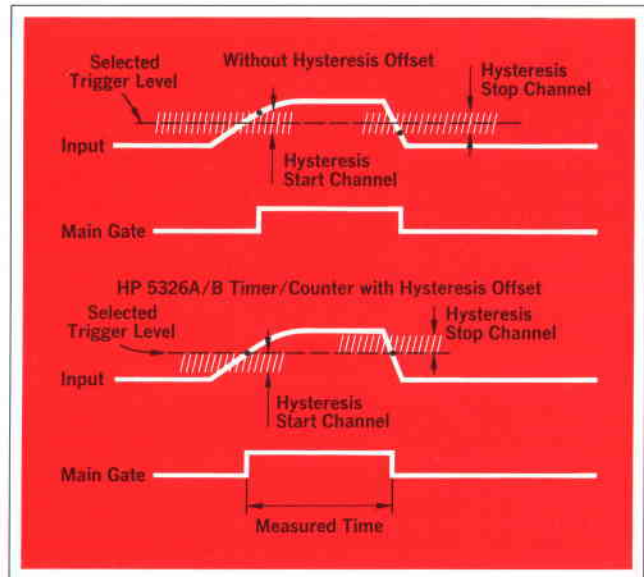 Selected
Trigger Level
Without Hysteresis Offset
Hysteresis
Stop Channel
Input
Hysteresis
Start Channel
Main Gate
HP 5326A/B Timer/Counter with Hysteresis Offset
Selected
Trigger Level
Hysteresis
Stop Channel
Input
Hysteresis
Start Channel
Main Gate
Measured Time